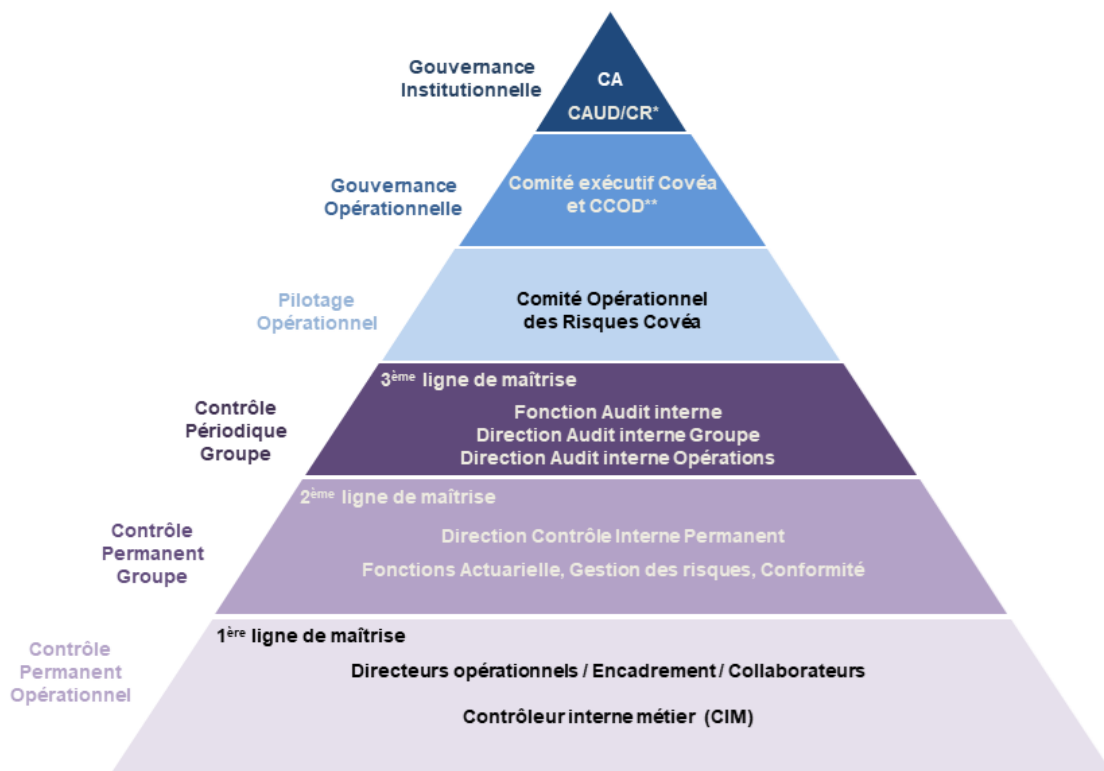 Gouvernance
Institutionnelle
CA
CAUD/CR*
Gouvernance
Opérationnelle
Comité exécutif Covéa
et CCOD**
Pilotage
Opérationnel
Comité Opérationnel
des Risques Covéa
3ème ligne de maîtrise
Contrôle
Périodique
Groupe
Fonction Audit interne
Direction Audit interne Groupe
Direction Audit interne Opérations
2ème ligne de maîtrise
Contrôle
Permanent
Groupe
Direction Contrôle Interne Permanent
Fonctions Actuarielle, Gestion des risques, Conformité
1ère ligne de maîtrise
Contrôle
Permanent
Opérationnel
Directeurs opérationnels / Encadrement / Collaborateurs
Contrôleur interne métier (CIM)